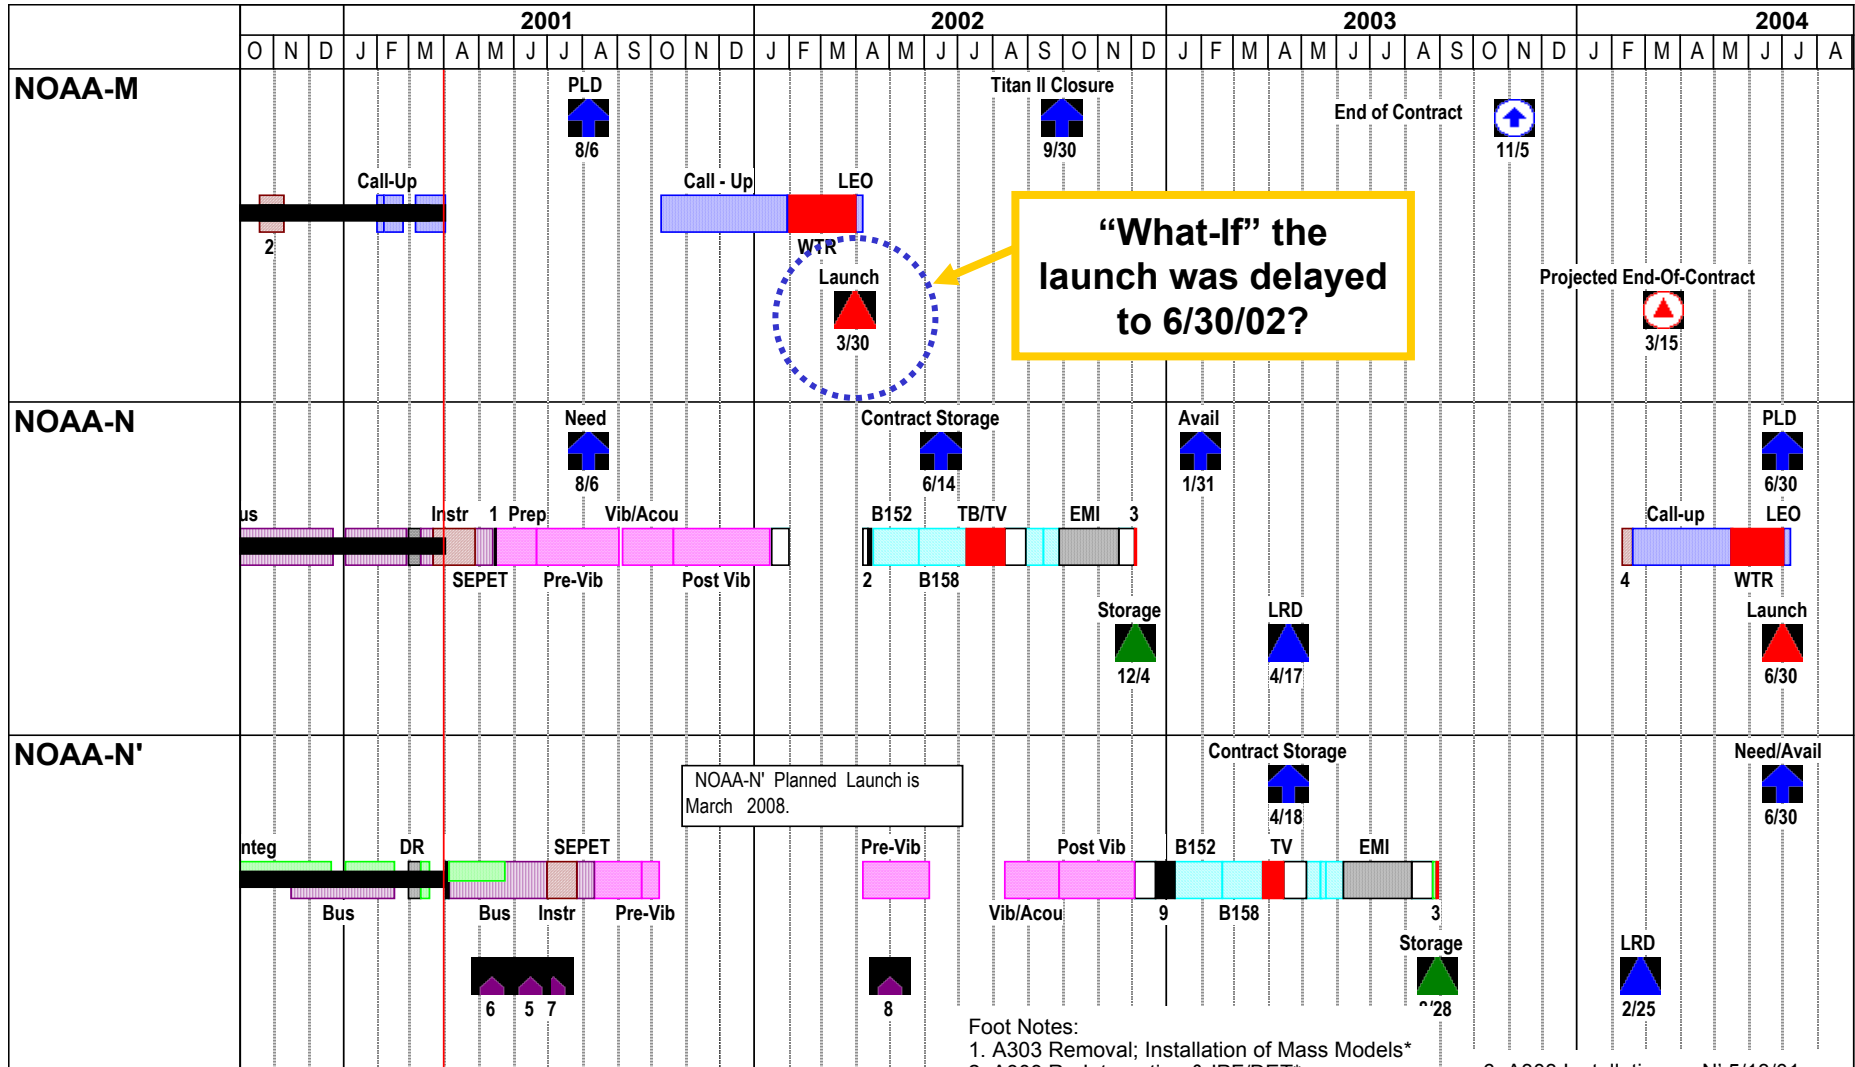 2001 2002 2003 2004
O N D J F M A M J J A S O N D J F M A M J J A S O N D J F M A M J J A S O N D J F M A M J J A
NOAA-M
PLD
8/6
Titan II Closure
9/30
End of Contract
11/5
Call-Up
2
Call - Up
LEO
WTR
Launch
3/30
“What-If” the
launch was delayed
to 6/30/02?
Projected End-Of-Contract
3/15
NOAA-N
Need
8/6
Contract Storage
6/14
Avail
1/31
PLD
6/30
us Instr 1 Prep Vib/Acou
SEPET Pre-Vib Post Vib
B152 TB/TV EMI 3
2 B158
Call-up LEO
4 WTR
Storage
12/4
LRD
4/17
Launch
6/30
NOAA-N'
NOAA-N' Planned Launch is
March 2008.
Contract Storage
4/18
Need/Avail
6/30
nteg DR SEPET
Bus Bus Instr Pre-Vib
Pre-Vib
Post Vib B152 TV EMI
Vib/Acou 9 B158 3
6 5 7
8
Storage
/28
LRD
2/25
Foot Notes:
1. A303 Removal; Installation of Mass Models*